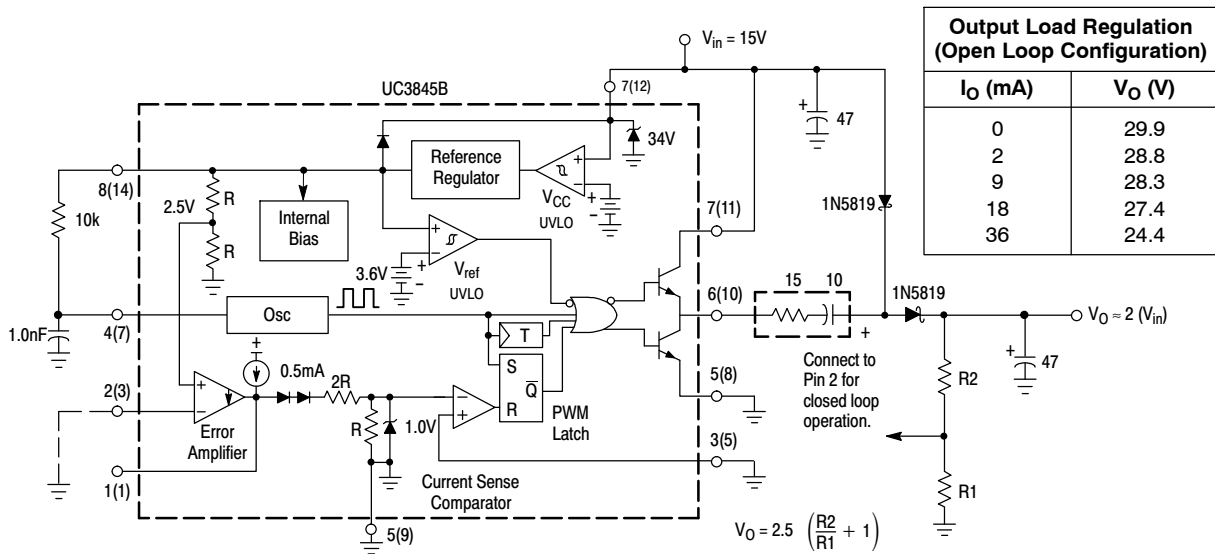 V_in = 15V
Output Load Regulation
(Open Loop Configuration)
I_O (mA) V_O (V)
0 29.9
2 28.8
9 28.3
18 27.4
36 24.4
UC3845B
7(12)
34V
+
47
8(14)
R
2.5V
R
10k
Internal
Bias
Reference
Regulator
+
−
V_CC
UVLO
+
−
1N5819
7(11)
+
−
3.6V
+
−
V_ref
UVLO
15 10
1N5819
6(10)
+
V_O ≈ 2 (V_in)
Osc
T
4(7)
1.0nF
+
0.5mA
2R
S
Q̅
R
PWM
Latch
5(8)
Connect to
Pin 2 for
closed loop
operation.
R2
+
47
2(3)
+
−
Error
Amplifier
R
1.0V
−
+
3(5)
1(1)
Current Sense
Comparator
R1
5(9)
V_O = 2.5 (R2/R1 + 1)